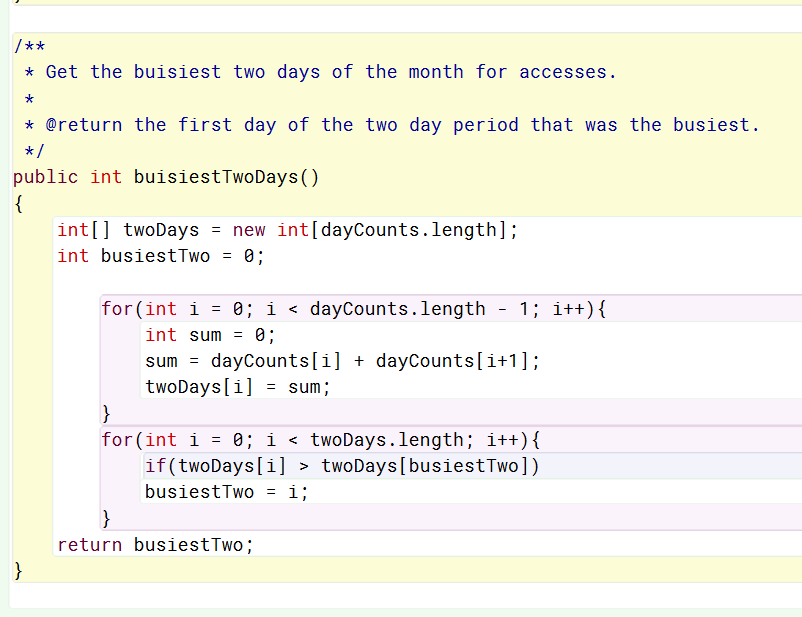 /**
 * Get the buisiest two days of the month for accesses.
 *
 * @return the first day of the two day period that was the busiest.
 */
public int buisiestTwoDays()
{
    int[] twoDays = new int[dayCounts.length];
    int busiestTwo = 0;
        for(int i = 0; i < dayCounts.length - 1; i++){
            int sum = 0;
            sum = dayCounts[i] + dayCounts[i+1];
            twoDays[i] = sum;
        }
        for(int i = 0; i < twoDays.length; i++){
            if(twoDays[i] > twoDays[busiestTwo])
            busiestTwo = i;
        }
    return busiestTwo;
}